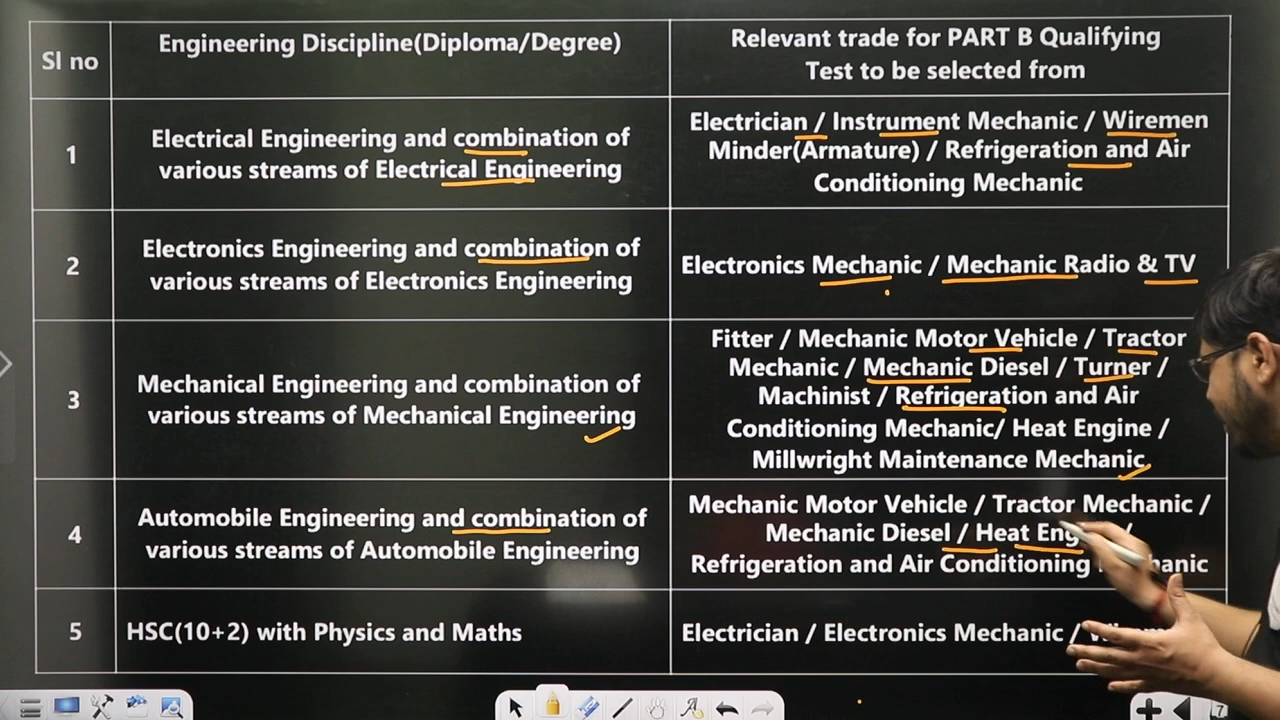 Sl no
Engineering Discipline(Diploma/Degree)
Relevant trade for PART B Qualifying
Test to be selected from
1
Electrical Engineering and combination of
various streams of Electrical Engineering
Electrician / Instrument Mechanic / Wiremen
Minder(Armature) / Refrigeration and Air
Conditioning Mechanic
2
Electronics Engineering and combination of
various streams of Electronics Engineering
Electronics Mechanic / Mechanic Radio & TV
3
Mechanical Engineering and combination of
various streams of Mechanical Engineering
Fitter / Mechanic Motor Vehicle / Tractor
Mechanic / Mechanic Diesel / Turner /
Machinist / Refrigeration and Air
Conditioning Mechanic/ Heat Engine /
Millwright Maintenance Mechanic
4
Automobile Engineering and combination of
various streams of Automobile Engineering
Mechanic Motor Vehicle / Tractor Mechanic /
Mechanic Diesel / Heat /
Refrigeration and Air Conditioning
5
HSC(10+2) with Physics and Maths
Electrician / Electronics Mechanic /
7